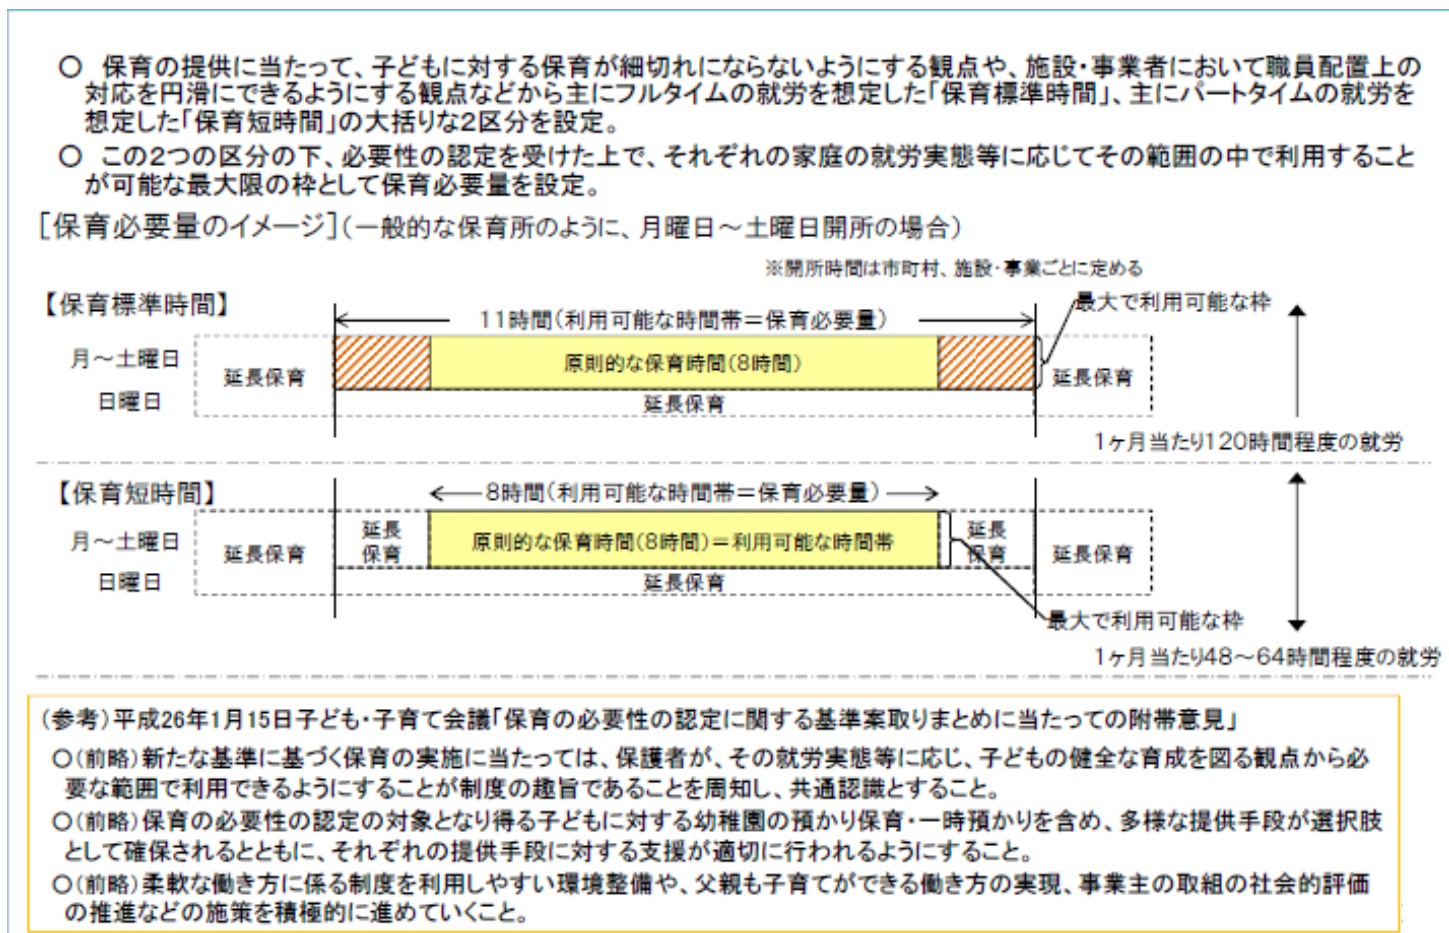 ○　保育の提供に当たって、子どもに対する保育が細切れにならないようにする観点や、施設・事業者において職員配置上の
対応を円滑にできるようにする観点などから主にフルタイムの就労を想定した「保育標準時間」、主にパートタイムの就労を
想定した「保育短時間」の大括りな２区分を設定。
○　この２つの区分の下、必要性の認定を受けた上で、それぞれの家庭の就労実態等に応じてその範囲の中で利用すること
が可能な最大限の枠として保育必要量を設定。
［保育必要量のイメージ］（一般的な保育所のように、月曜日～土曜日開所の場合）
※開所時間は市町村、施設・事業ごとに定める
【保育標準時間】
11時間（利用可能な時間帯＝保育必要量）
最大で利用可能な枠
月～土曜日
延長保育
原則的な保育時間（8時間）
延長保育
日曜日
延長保育
1ヶ月当たり120時間程度の就労
【保育短時間】
8時間（利用可能な時間帯＝保育必要量）
月～土曜日
延長保育
延長
保育
原則的な保育時間（8時間）＝利用可能な時間帯
延長
保育
延長保育
日曜日
延長保育
最大で利用可能な枠
1ヶ月当たり48～64時間程度の就労
（参考）平成26年1月15日子ども・子育て会議「保育の必要性の認定に関する基準案取りまとめに当たっての附帯意見」
○（前略）新たな基準に基づく保育の実施に当たっては、保護者が、その就労実態等に応じ、子どもの健全な育成を図る観点から必
要な範囲で利用できるようにすることが制度の趣旨であることを周知し、共通認識とすること。
○（前略）保育の必要性の認定の対象となり得る子どもに対する幼稚園の預かり保育・一時預かりを含め、多様な提供手段が選択肢
として確保されるとともに、それぞれの提供手段に対する支援が適切に行われるようにすること。
○（前略）柔軟な働き方に係る制度を利用しやすい環境整備や、父親も子育てができる働き方の実現、事業主の取組の社会的評価
の推進などの施策を積極的に進めていくこと。